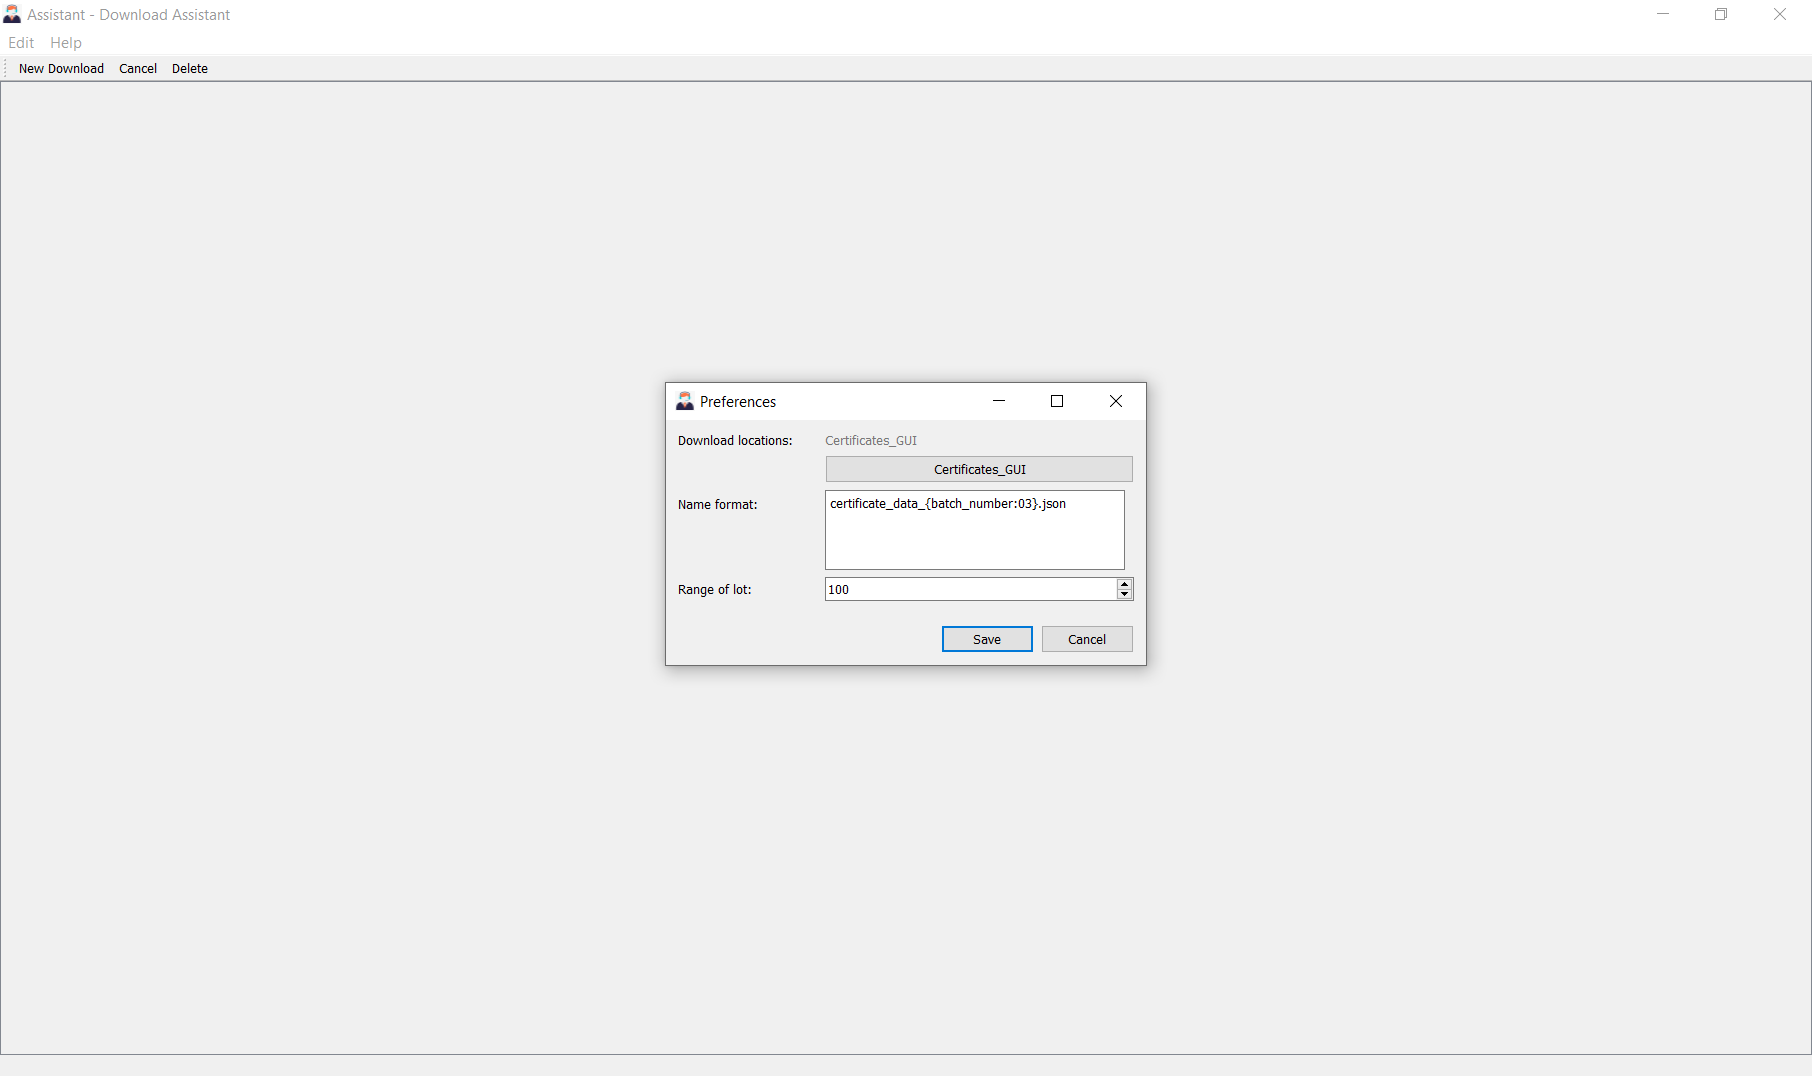 Assistant - Download Assistant
Edit Help
New Download Cancel Delete
Preferences
Download locations: Certificates_GUI
Certificates_GUI
Name format: certificate_data_{batch_number:03}.json
Range of lot: 100
Save Cancel